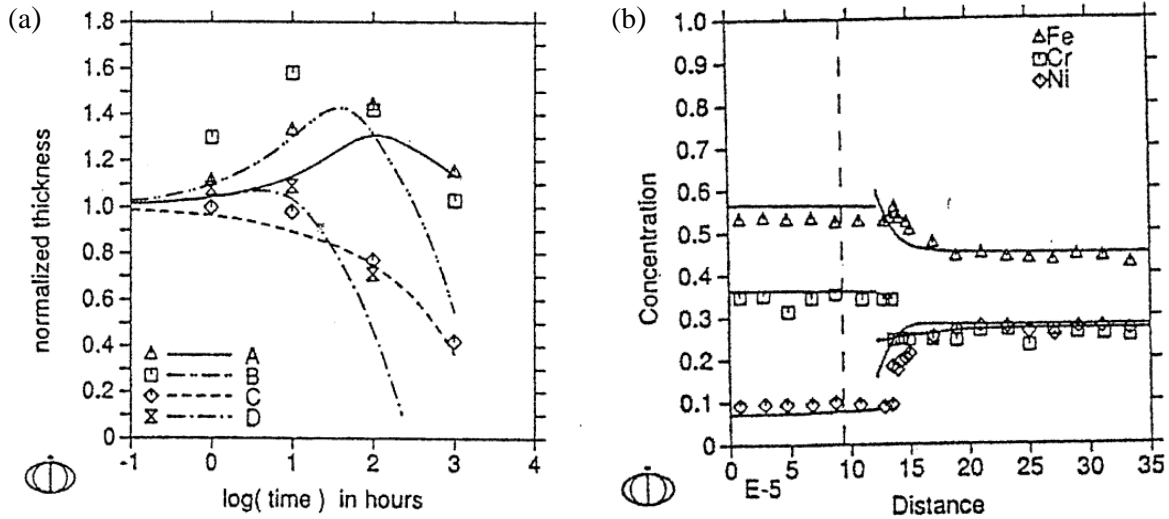 (a)
1.8
1.6
1.4
1.2
1.0
0.8
0.6
0.4
0.2
0
normalized thickness
A
B
C
D
-1 0 1 2 3 4
log( time ) in hours
(b)
1.0
0.9
0.8
0.7
0.6
0.5
0.4
0.3
0.2
0.1
0
Concentration
Fe
Cr
Ni
0 5 10 15 20 25 30 35
E-5
Distance